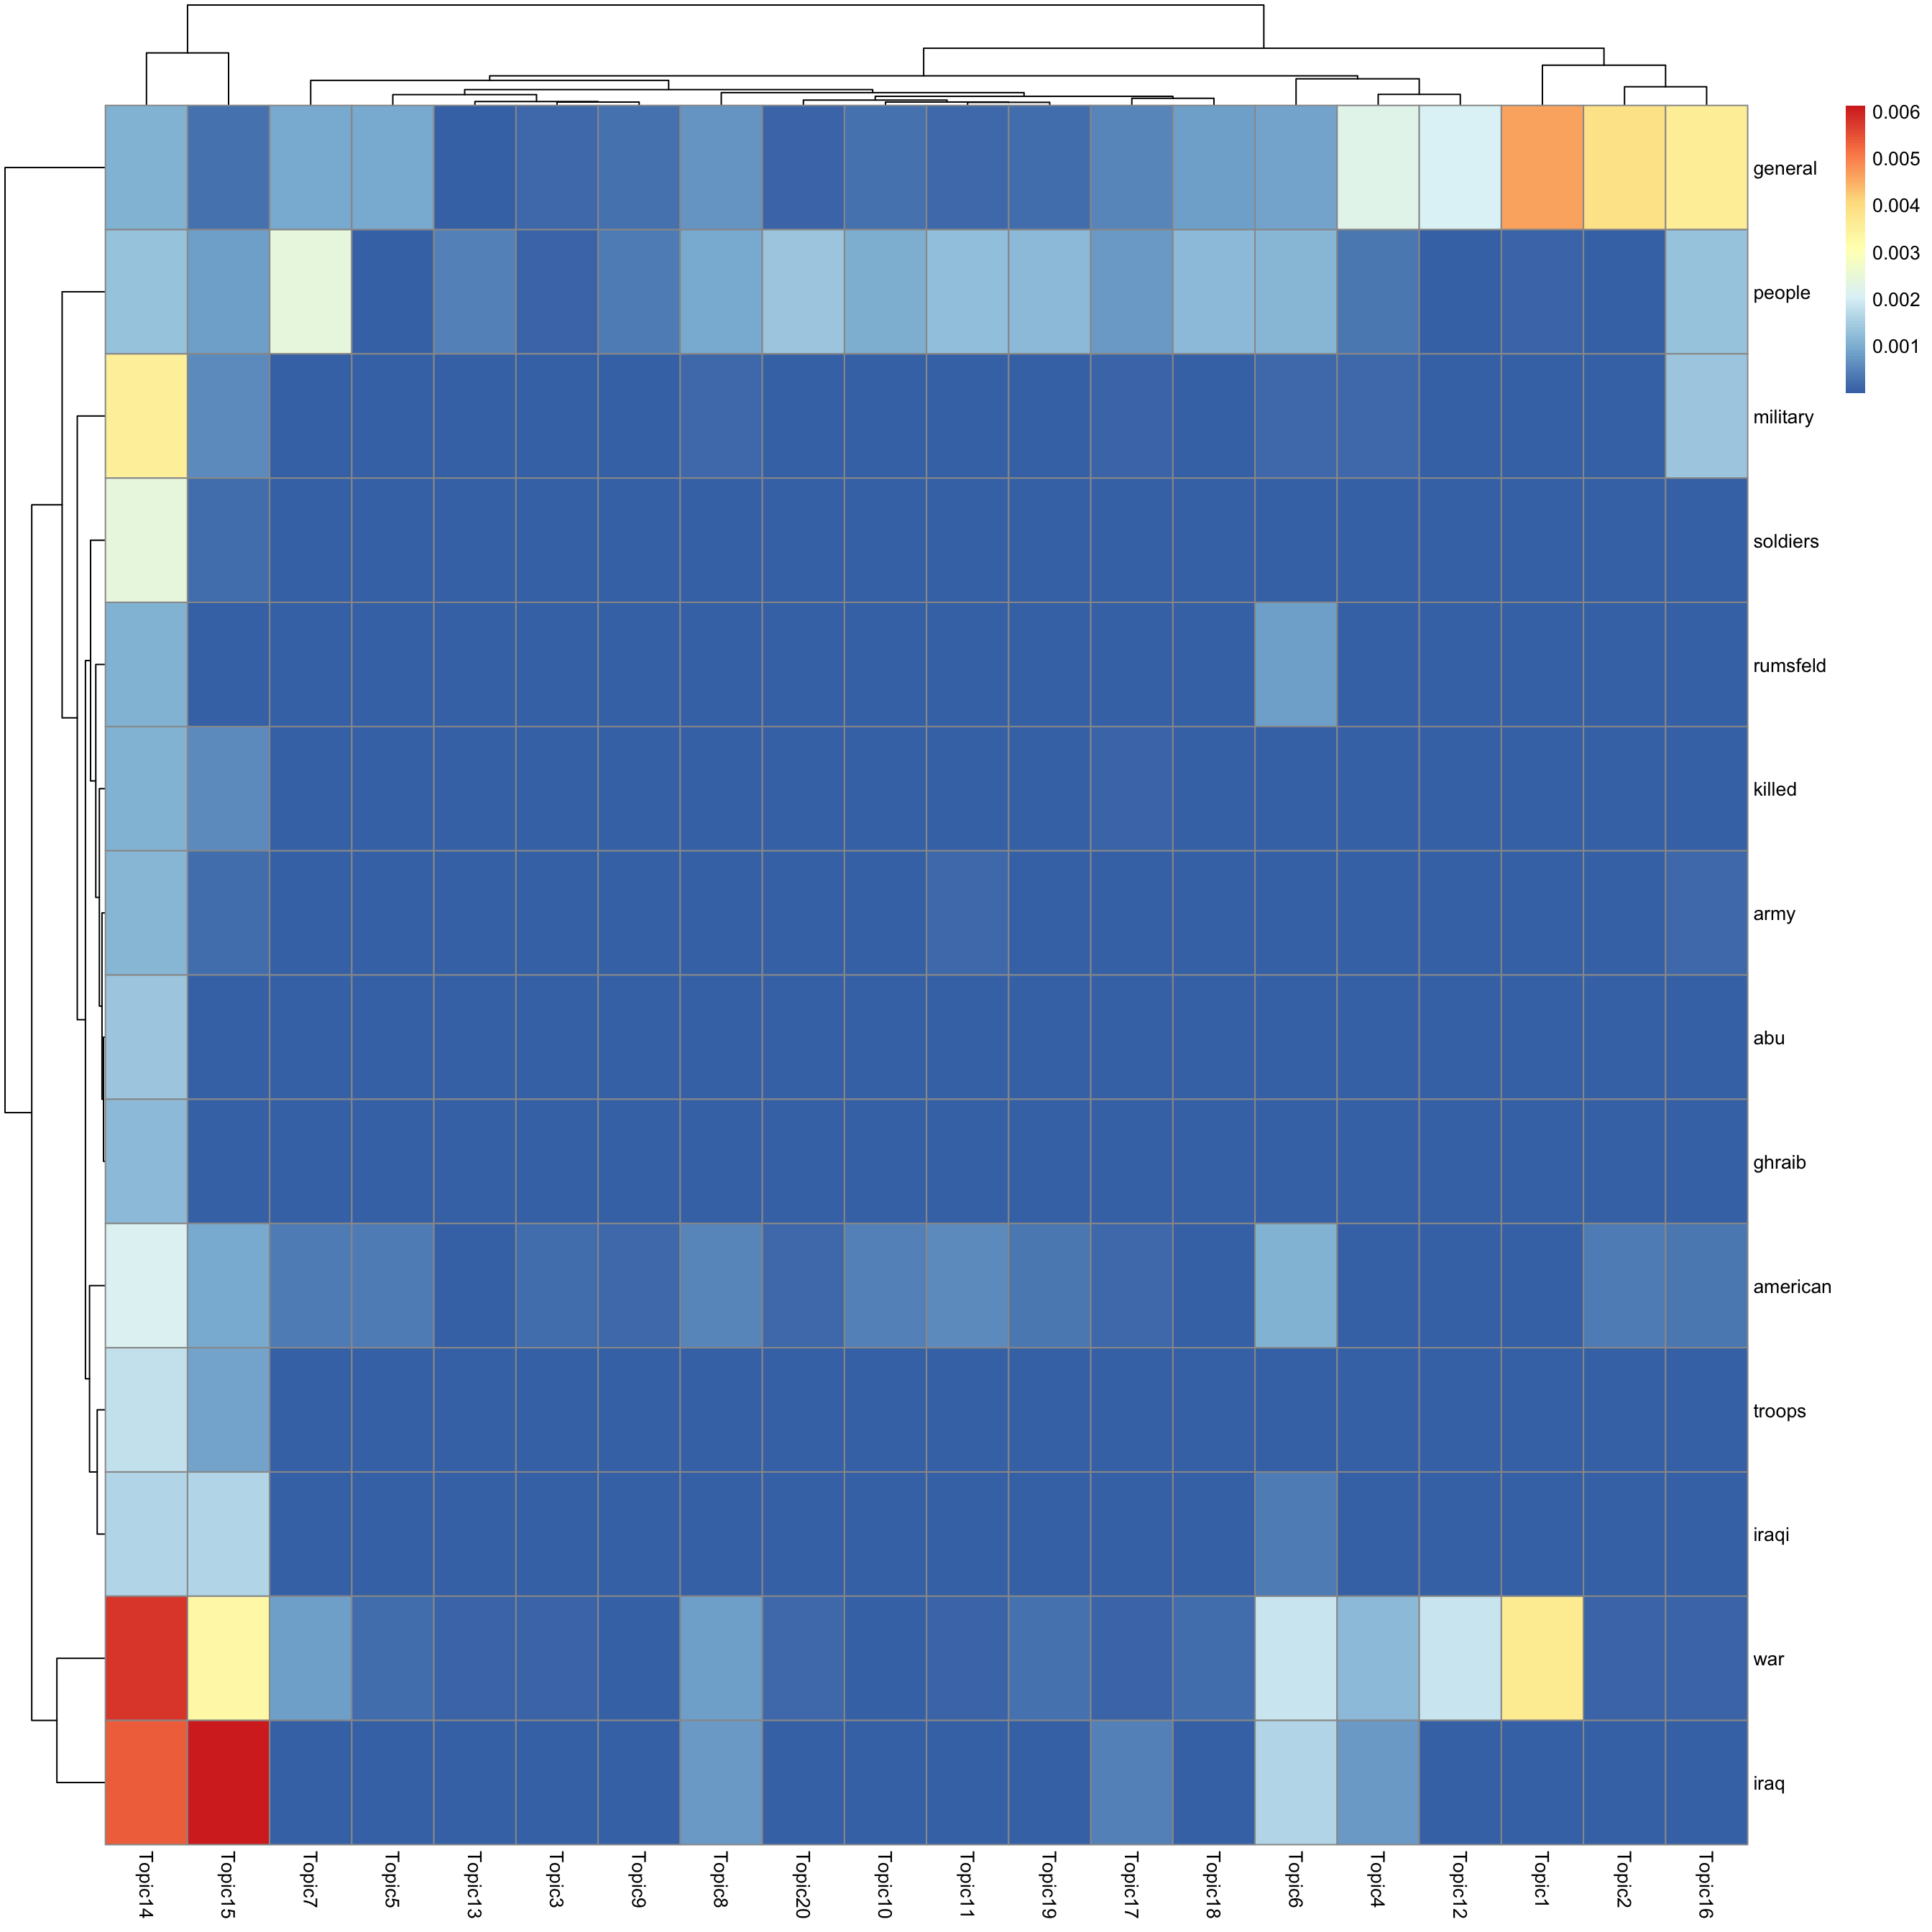 0.006
0.005
0.004
0.003
0.002
0.001
general
people
military
soldiers
rumsfeld
killed
army
abu
ghraib
american
troops
iraqi
war
iraq
Topic14
Topic15
Topic7
Topic5
Topic13
Topic3
Topic9
Topic8
Topic20
Topic10
Topic11
Topic19
Topic17
Topic18
Topic6
Topic4
Topic12
Topic1
Topic2
Topic16